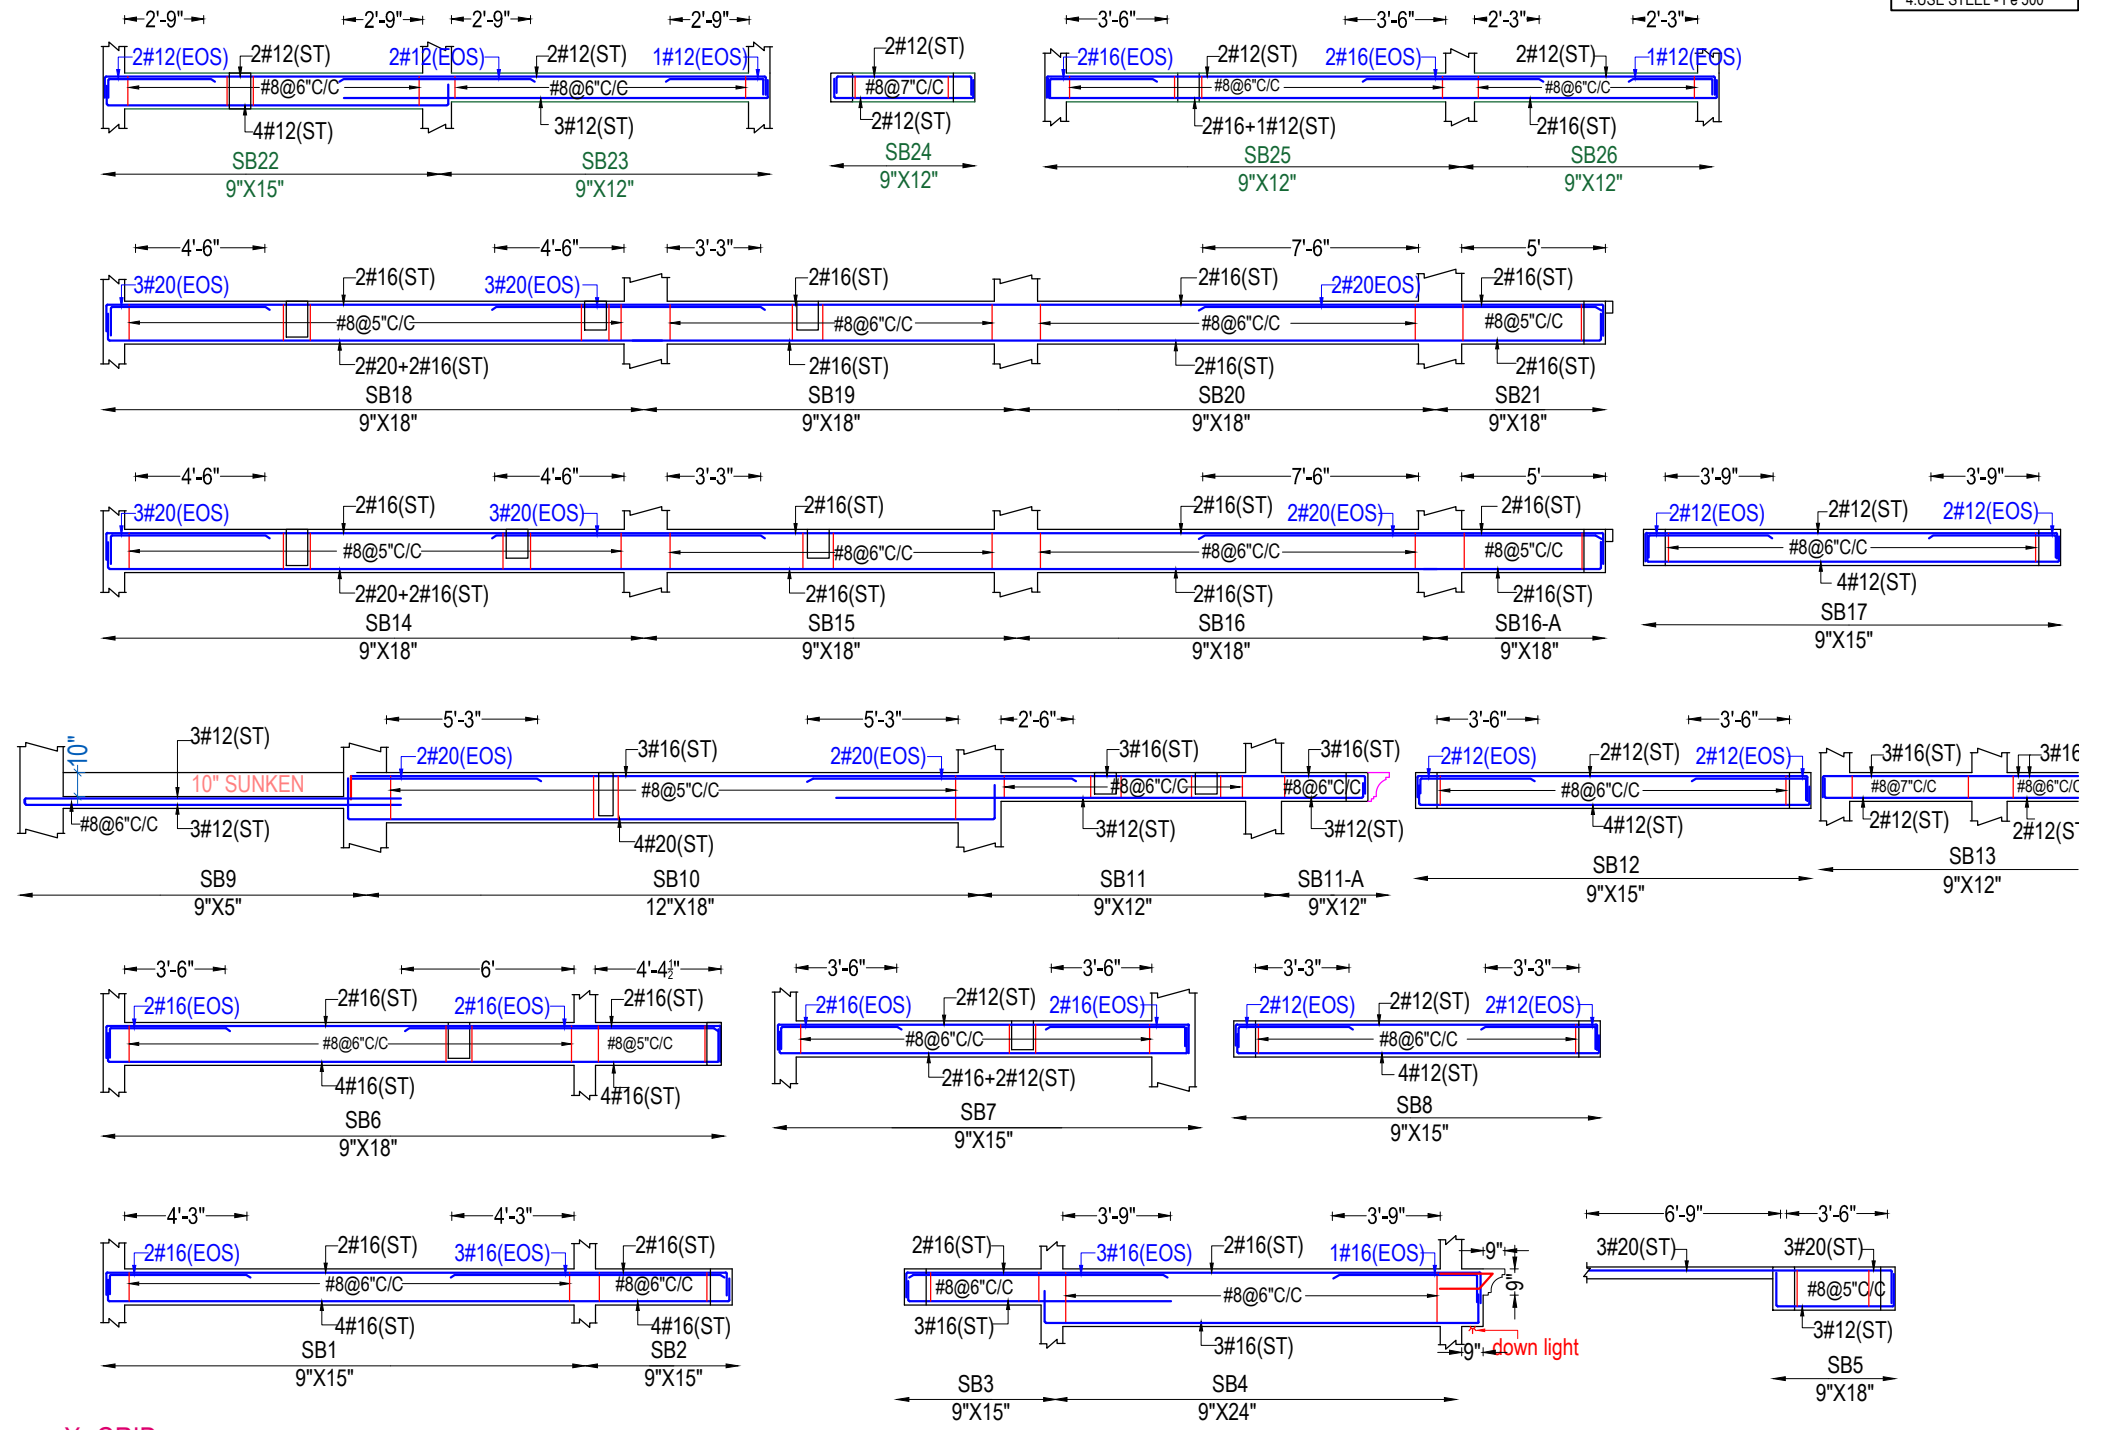 4.USE STEEL - Fe 500
2'-9" 2'-9" 2'-9" 2'-9" 3'-6" 3'-6" 2'-3" 2'-3"
2#12(EOS) 2#12(ST) 2#12(EOS) 2#12(ST) 1#12(EOS) 2#12(ST) 2#16(EOS) 2#12(ST) 2#16(EOS) 2#12(ST) 1#12(EOS)
#8@6"C/C #8@6"C/C #8@7"C/C #8@6"C/C #8@6"C/C
4#12(ST) 3#12(ST) 2#12(ST) 2#16+1#12(ST) 2#16(ST)
SB22 SB23 SB24 SB25 SB26
9"X15" 9"X12" 9"X12" 9"X12" 9"X12"
4'-6" 4'-6" 3'-3" 7'-6" 5'
3#20(EOS) 2#16(ST) 3#20(EOS) 2#16(ST) 2#16(ST) 2#20EOS) 2#16(ST)
#8@5"C/C #8@6"C/C #8@6"C/C #8@5"C/C
2#20+2#16(ST) 2#16(ST) 2#16(ST) 2#16(ST)
SB18 SB19 SB20 SB21
9"X18" 9"X18" 9"X18" 9"X18"
4'-6" 4'-6" 3'-3" 7'-6" 5' 3'-9" 3'-9"
3#20(EOS) 2#16(ST) 3#20(EOS) 2#16(ST) 2#16(ST) 2#20(EOS) 2#16(ST) 2#12(EOS) 2#12(ST) 2#12(EOS)
#8@5"C/C #8@6"C/C #8@6"C/C #8@5"C/C #8@6"C/C
2#20+2#16(ST) 2#16(ST) 2#16(ST) 2#16(ST) 4#12(ST)
SB14 SB15 SB16 SB16-A SB17
9"X18" 9"X18" 9"X18" 9"X18" 9"X15"
5'-3" 5'-3" 2'-6" 3'-6" 3'-6"
10" 3#12(ST) 2#20(EOS) 3#16(ST) 2#20(EOS) 3#16(ST) 3#16(ST) 2#12(EOS) 2#12(ST) 2#12(EOS) 3#16(ST) 3#16
10" SUNKEN #8@5"C/C #8@6"C/C #8@6"C/C #8@6"C/C #8@7"C/C #8@6"C/C
#8@6"C/C 3#12(ST) 4#20(ST) 3#12(ST) 3#12(ST) 4#12(ST) 2#12(ST) 2#12(ST
SB9 SB10 SB11 SB11-A SB12 SB13
9"X5" 12"X18" 9"X12" 9"X12" 9"X15" 9"X12"
3'-6" 6' 4'-4½" 3'-6" 3'-6" 3'-3" 3'-3"
2#16(EOS) 2#16(ST) 2#16(EOS) 2#16(ST) 2#16(EOS) 2#12(ST) 2#16(EOS) 2#12(EOS) 2#12(ST) 2#12(EOS)
#8@6"C/C #8@5"C/C #8@6"C/C #8@6"C/C
4#16(ST) 4#16(ST) 2#16+2#12(ST) 4#12(ST)
SB6 SB7 SB8
9"X18" 9"X15" 9"X15"
4'-3" 4'-3" 3'-9" 3'-9" 6'-9" 3'-6"
2#16(EOS) 2#16(ST) 3#16(EOS) 2#16(ST) 2#16(ST) 3#16(EOS) 2#16(ST) 1#16(EOS) 9" 3#20(ST) 3#20(ST)
#8@6"C/C #8@6"C/C #8@6"C/C #8@6"C/C 9" #8@5"C/C
4#16(ST) 4#16(ST) 3#16(ST) 3#16(ST) 9" down light 3#12(ST)
SB1 SB2 SB3 SB4 SB5
9"X15" 9"X15" 9"X15" 9"X24" 9"X18"